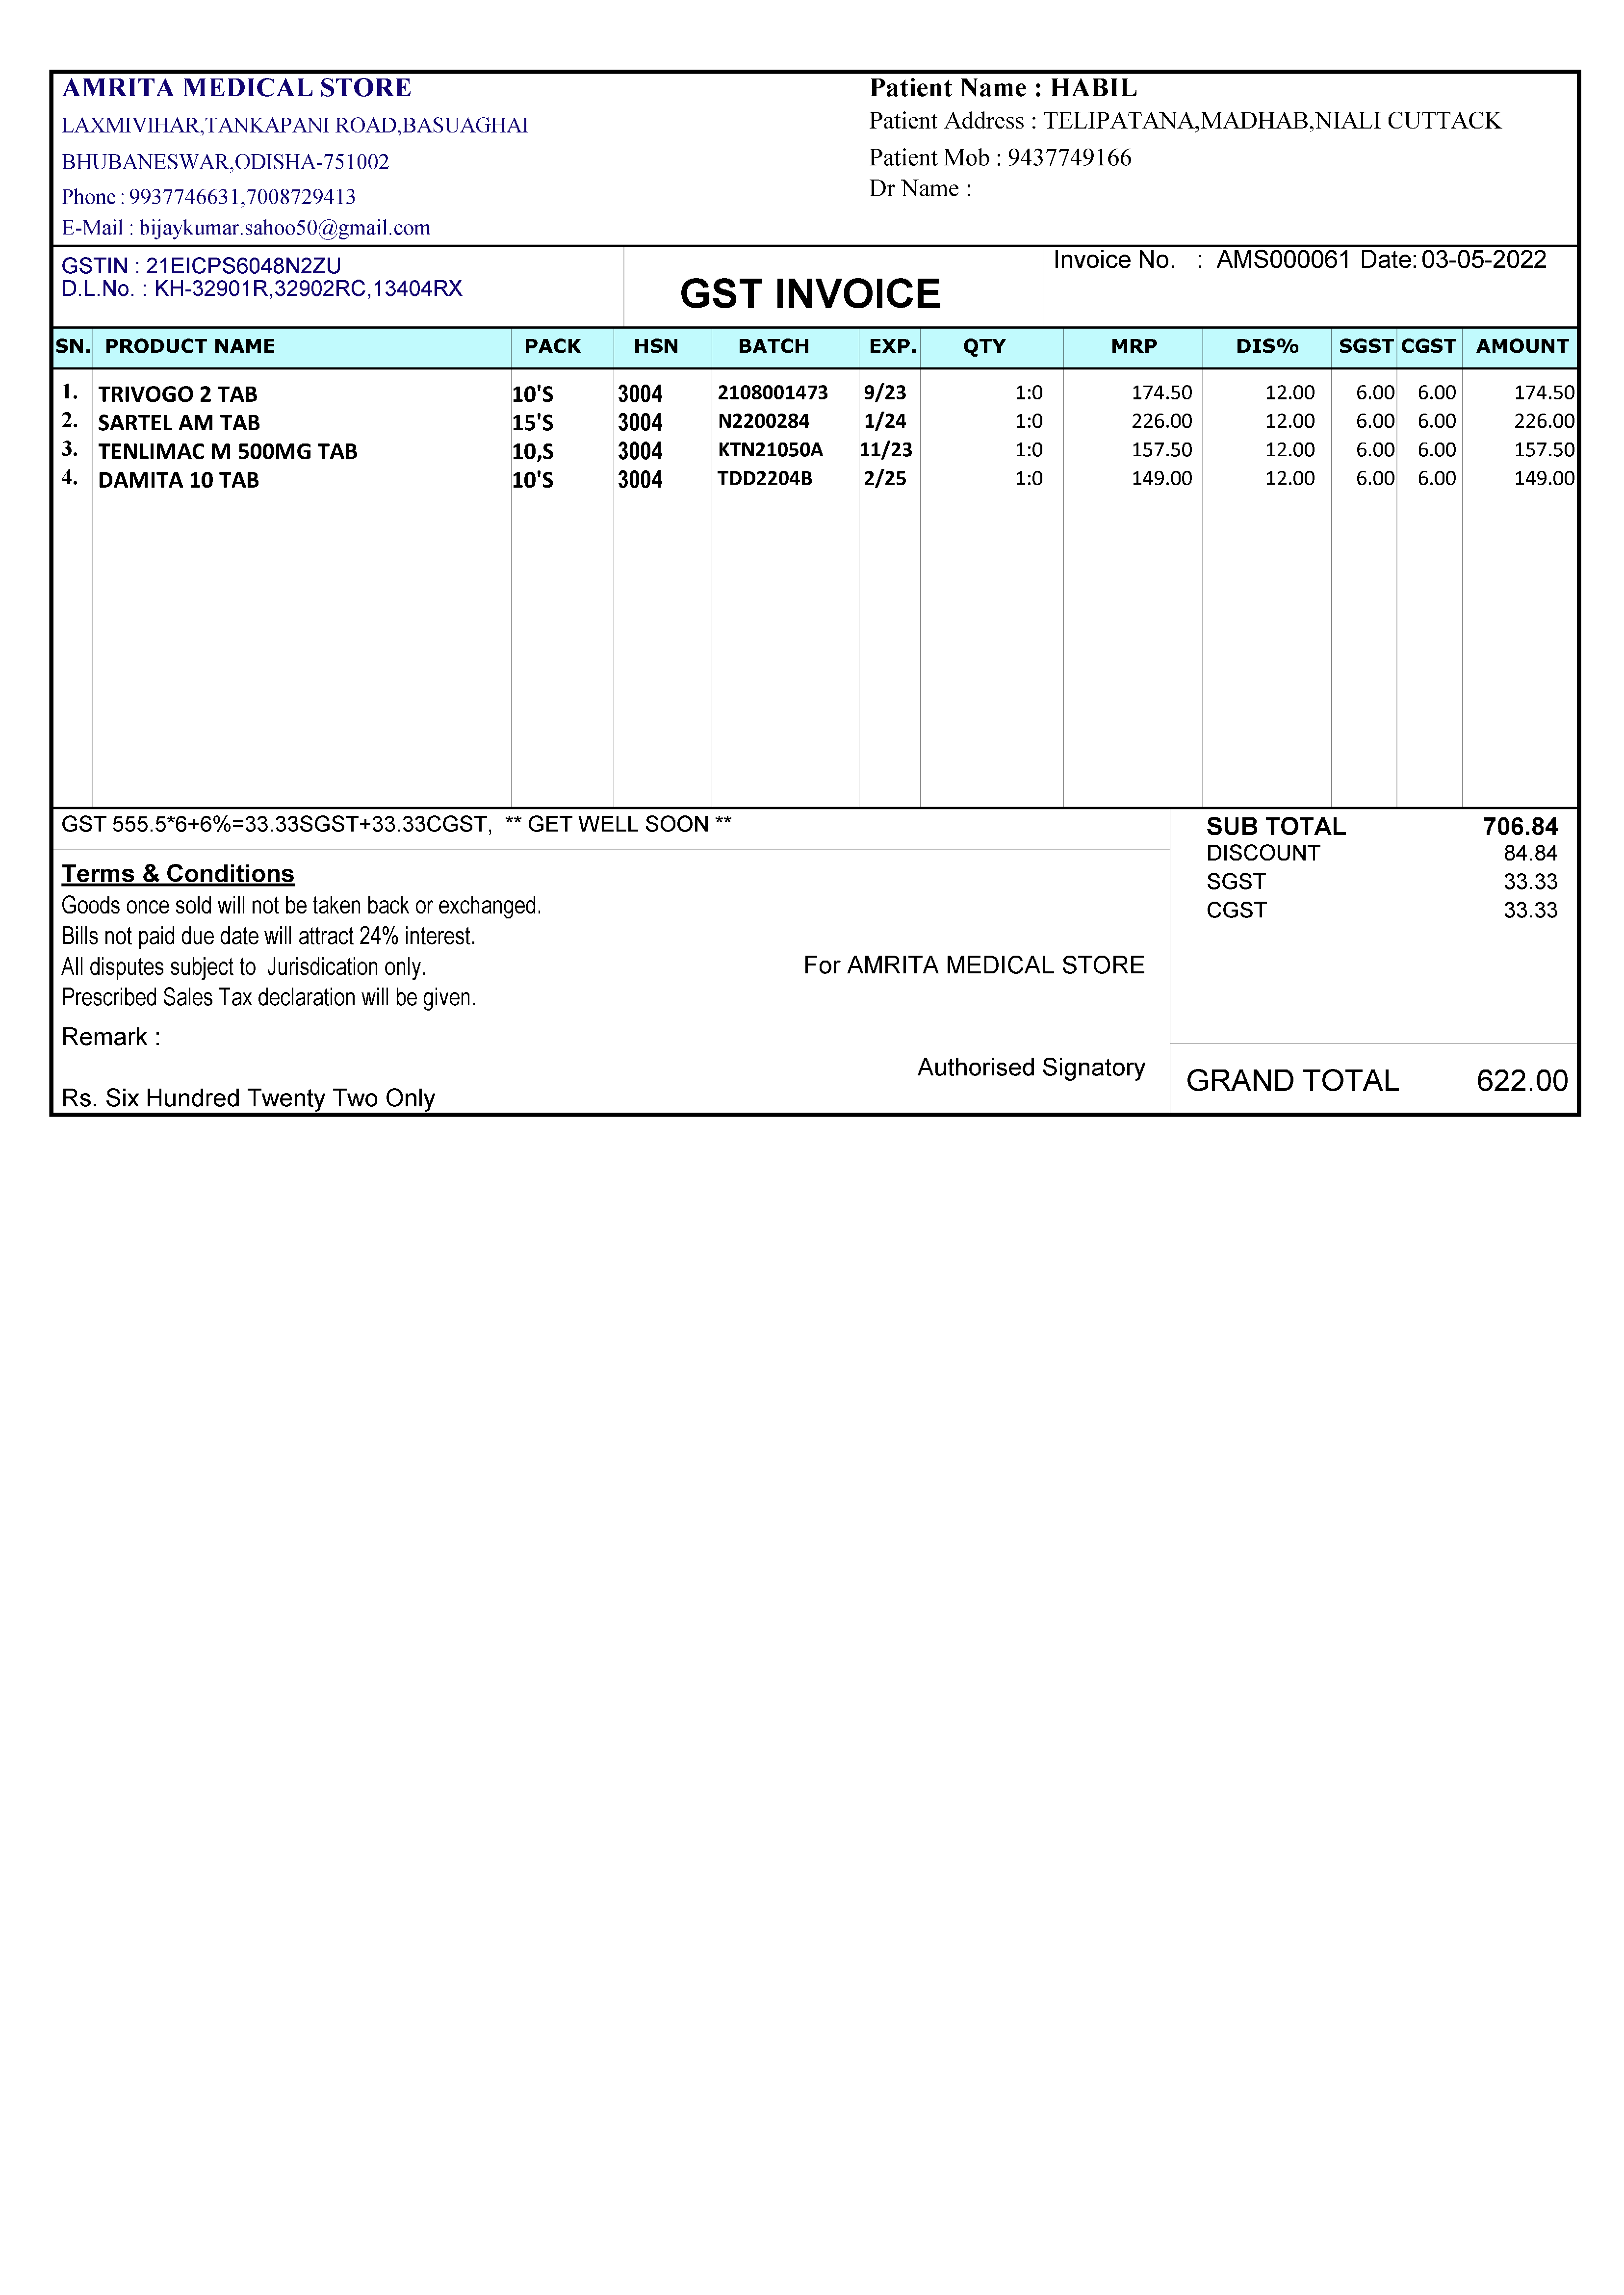 AMRITA MEDICAL STORE
LAXMIVIHAR,TANKAPANI ROAD,BASUAGHAI
BHUBANESWAR,ODISHA-751002
Phone : 9937746631,7008729413
E-Mail : bijaykumar.sahoo50@gmail.com
Patient Name : HABIL
Patient Address : TELIPATANA,MADHAB,NIALI CUTTACK
Patient Mob : 9437749166
Dr Name :
GSTIN : 21EICPS6048N2ZU
D.L.No. : KH-32901R,32902RC,13404RX
GST INVOICE
Invoice No. : AMS000061 Date: 03-05-2022
SN. PRODUCT NAME PACK HSN BATCH EXP. QTY MRP DIS% SGST CGST AMOUNT
1. TRIVOGO 2 TAB 10'S 3004 2108001473 9/23 1:0 174.50 12.00 6.00 6.00 174.50
2. SARTEL AM TAB 15'S 3004 N2200284 1/24 1:0 226.00 12.00 6.00 6.00 226.00
3. TENLIMAC M 500MG TAB 10,S 3004 KTN21050A 11/23 1:0 157.50 12.00 6.00 6.00 157.50
4. DAMITA 10 TAB 10'S 3004 TDD2204B 2/25 1:0 149.00 12.00 6.00 6.00 149.00
GST 555.5*6+6%=33.33SGST+33.33CGST, ** GET WELL SOON **
Terms & Conditions
Goods once sold will not be taken back or exchanged.
Bills not paid due date will attract 24% interest.
All disputes subject to Jurisdication only.
Prescribed Sales Tax declaration will be given.
Remark :
Rs. Six Hundred Twenty Two Only
For AMRITA MEDICAL STORE
Authorised Signatory
SUB TOTAL 706.84
DISCOUNT 84.84
SGST 33.33
CGST 33.33
GRAND TOTAL 622.00